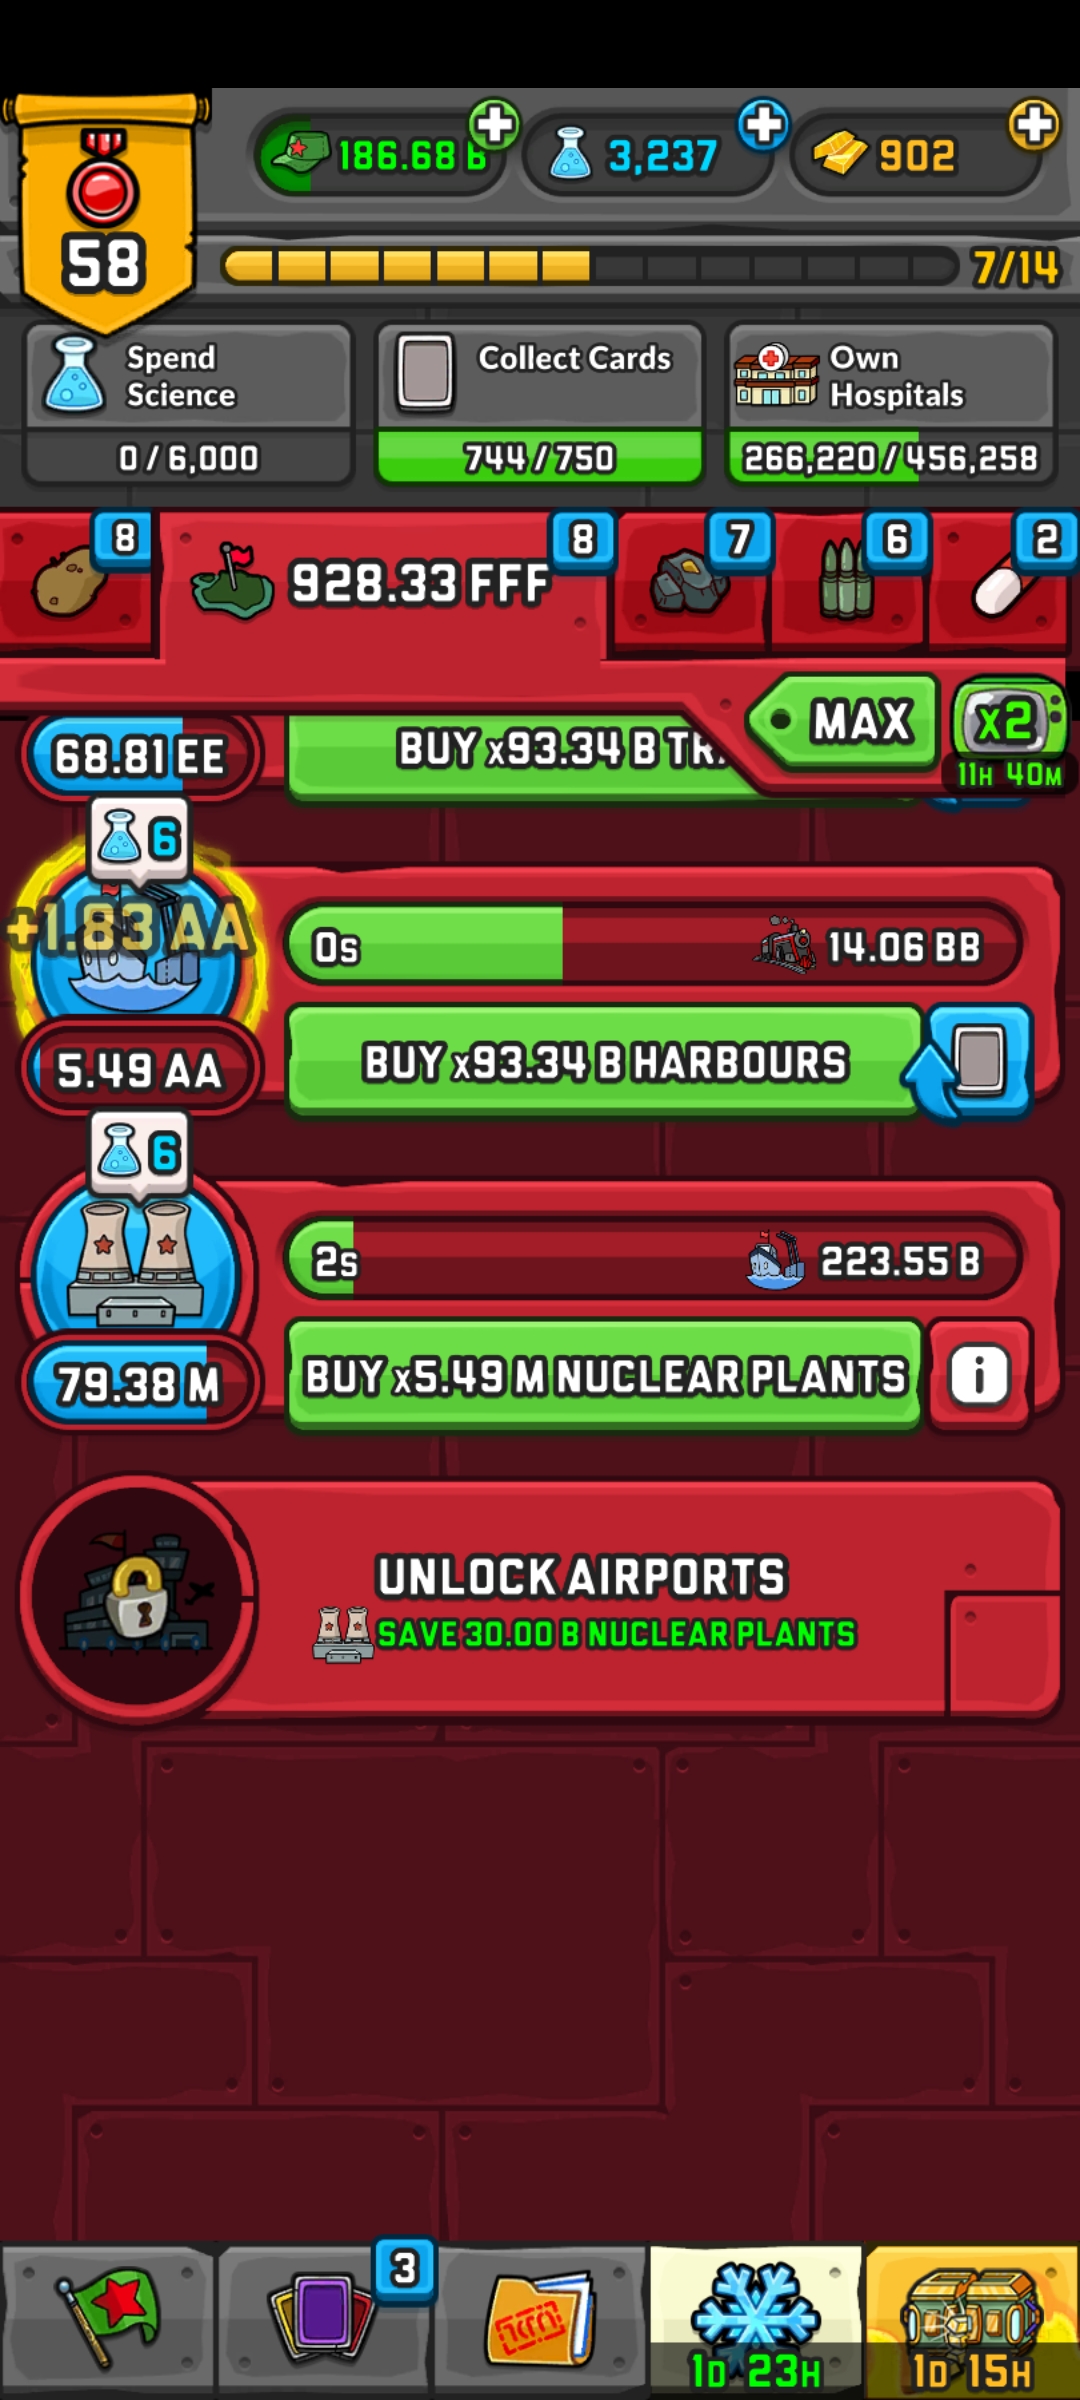 58
186.68 B
3,237
902
7/14
Spend
Science
0 / 6,000
Collect Cards
744 / 750
Own
Hospitals
266,220 / 456,258
8
928.33 FFF
8
7
6
2
MAX
x2
11H 40M
68.81 EE
BUY x93.34 B
6
+1.83 AA
0s
14.06 BB
5.49 AA
BUY x93.34 B HARBOURS
6
2s
223.55 B
79.38 M
BUY x5.49 M NUCLEAR PLANTS
i
UNLOCK AIRPORTS
SAVE 30.00 B NUCLEAR PLANTS
3
1D 23H
1D 15H